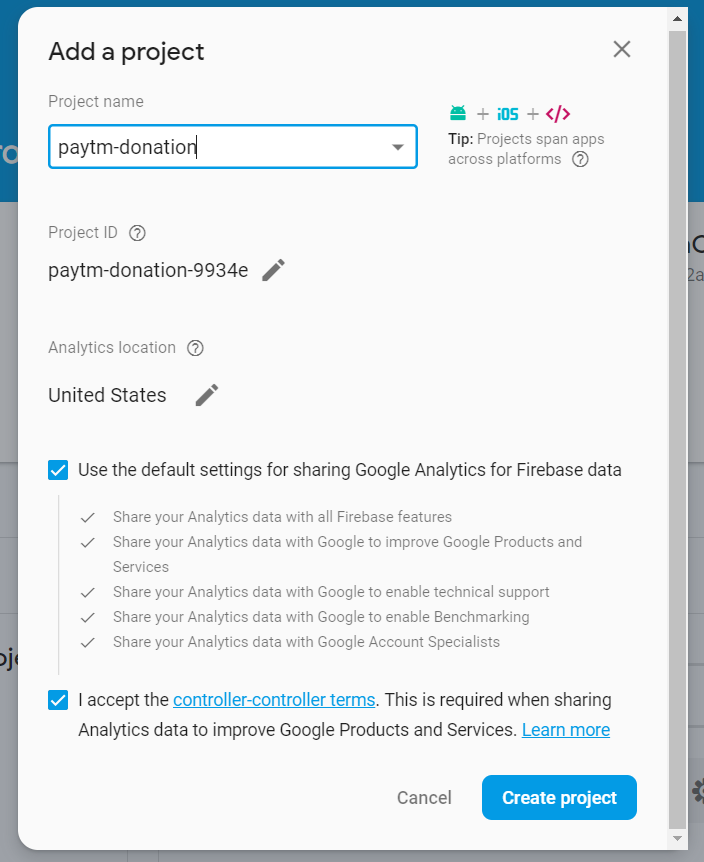 Add a project
Project name
paytm-donation
+ iOS + </>
Tip: Projects span apps
across platforms ?
Project ID ?
paytm-donation-9934e
Analytics location ?
United States
Use the default settings for sharing Google Analytics for Firebase data
Share your Analytics data with all Firebase features
Share your Analytics data with Google to improve Google Products and
Services
Share your Analytics data with Google to enable technical support
Share your Analytics data with Google to enable Benchmarking
Share your Analytics data with Google Account Specialists
I accept the controller-controller terms. This is required when sharing
Analytics data to improve Google Products and Services. Learn more
Cancel
Create project